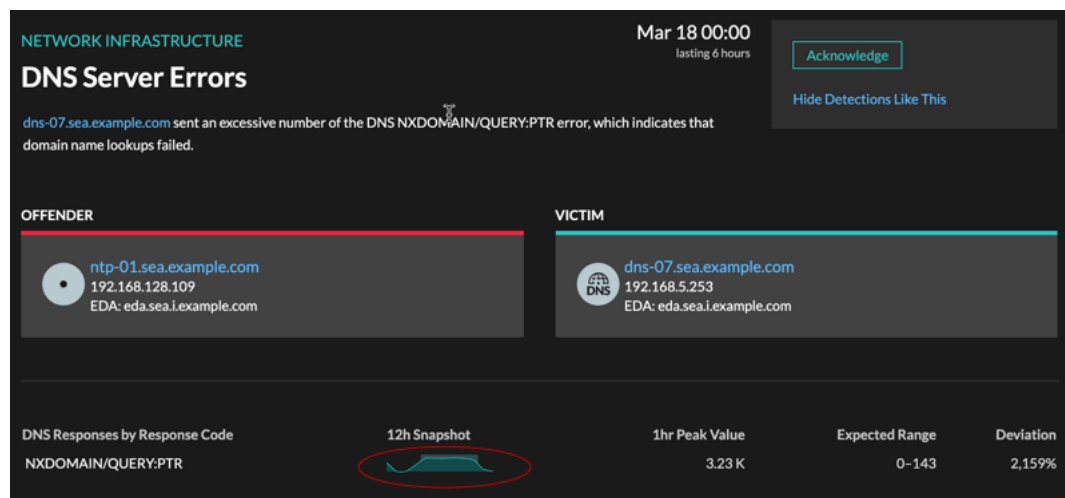 NETWORK INFRASTRUCTURE
DNS Server Errors
Mar 18 00:00
lasting 6 hours
Acknowledge
Hide Detections Like This
dns-07.sea.example.com sent an excessive number of the DNS NXDOMAIN/QUERY:PTR error, which indicates that
domain name lookups failed.
OFFENDER
ntp-01.sea.example.com
192.168.128.109
EDA: eda.sea.i.example.com
VICTIM
DNS
dns-07.sea.example.com
192.168.5.253
EDA: eda.sea.i.example.com
DNS Responses by Response Code 12h Snapshot 1hr Peak Value Expected Range Deviation
NXDOMAIN/QUERY:PTR 3.23 K 0–143 2,159%